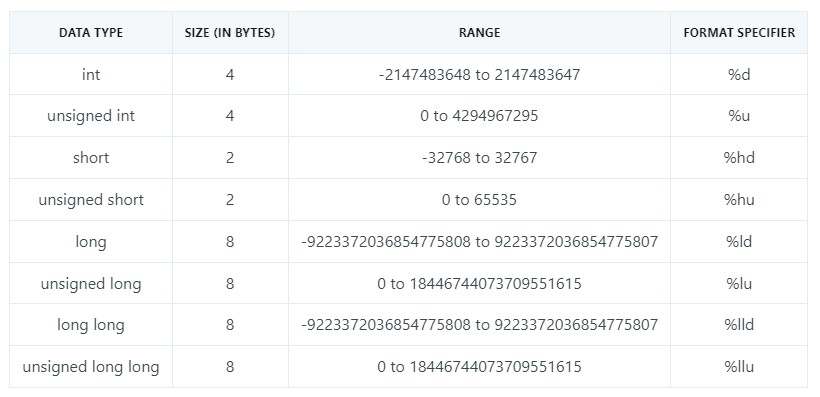 DATA TYPE SIZE (IN BYTES) RANGE FORMAT SPECIFIER
int 4 -2147483648 to 2147483647 %d
unsigned int 4 0 to 4294967295 %u
short 2 -32768 to 32767 %hd
unsigned short 2 0 to 65535 %hu
long 8 -9223372036854775808 to 9223372036854775807 %ld
unsigned long 8 0 to 18446744073709551615 %lu
long long 8 -9223372036854775808 to 9223372036854775807 %lld
unsigned long long 8 0 to 18446744073709551615 %llu